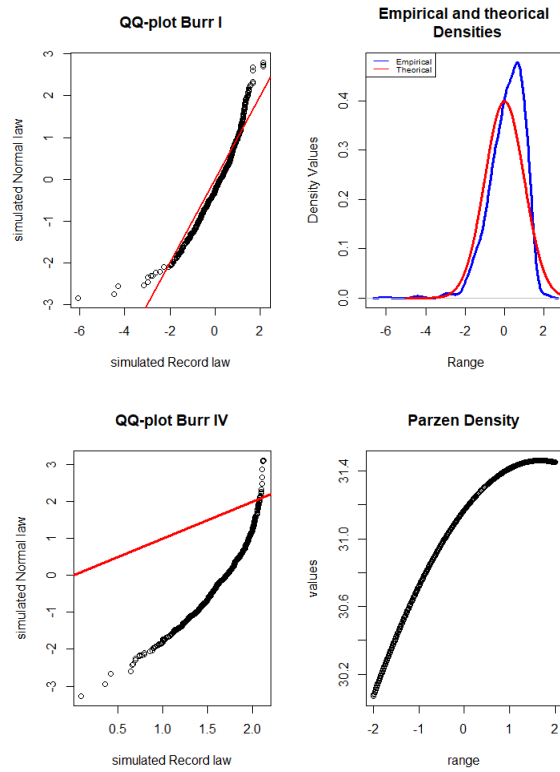 QQ-plot Burr I
simulated Normal law
3
2
1
0
-1
-2
-3
-6
-4
-2
0
2
simulated Record law
Empirical and theorical
Densities
Empirical
Theorical
Density Values
0.4
0.3
0.2
0.1
0.0
-6
-4
-2
0
2
Range
QQ-plot Burr IV
simulated Normal law
3
2
1
0
-1
-2
-3
0.5
1.0
1.5
2.0
simulated Record law
Parzen Density
values
31.4
31.0
30.6
30.2
-2
-1
0
1
2
range